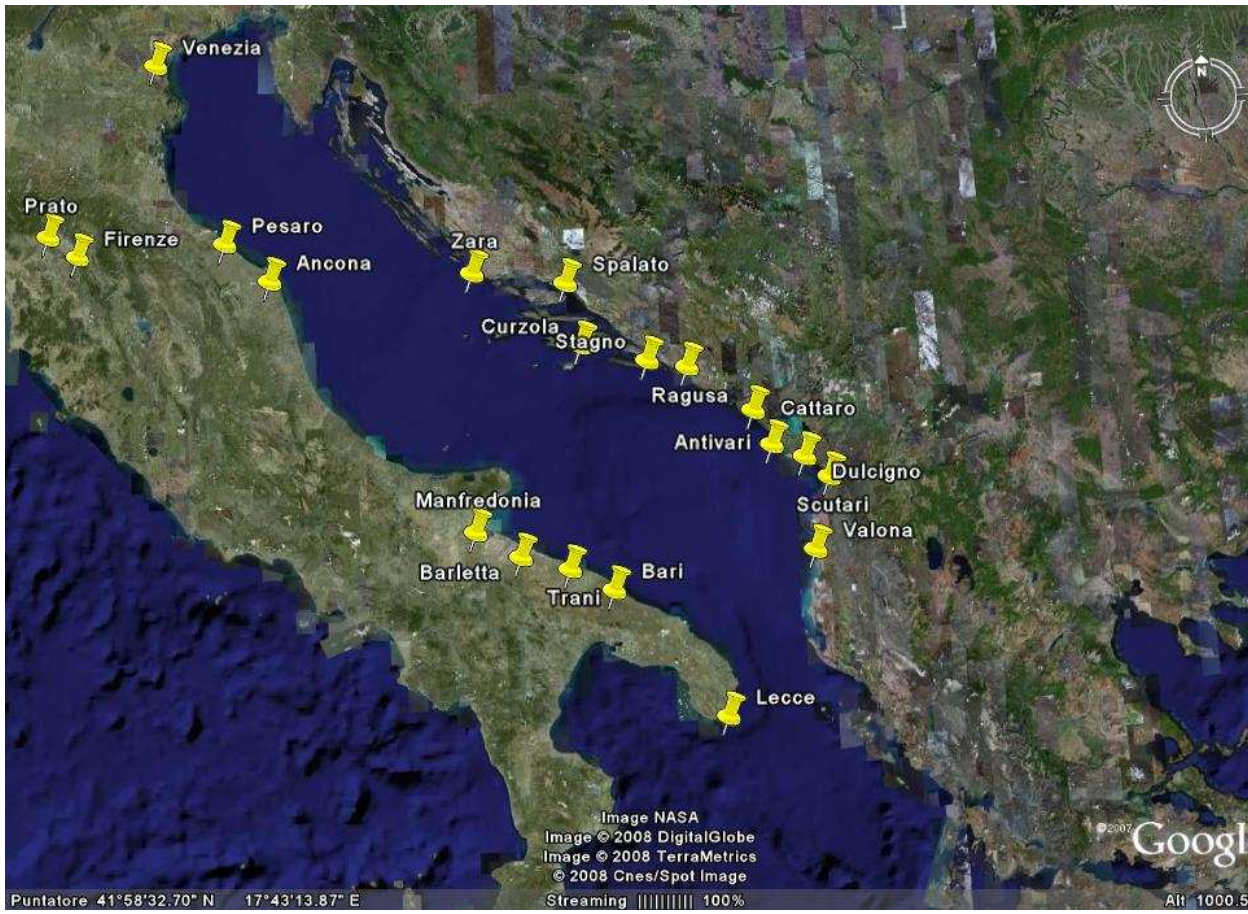 Venezia
N
Prato
Firenze
Pesaro
Ancona
Zara
Spalato
Curzola
Stagno
Ragusa
Cattaro
Antivari
Dulcigno
Scutari
Manfredonia
Valona
Barletta
Bari
Trani
Lecce
Image NASA
Image © 2008 DigitalGlobe
Image © 2008 TerraMetrics
© 2008 Cnes/Spot Image
©2007 Googl
Puntatore 41°58'32.70" N 17°43'13.87" E Streaming ||||||||| 100% Alt 1000.5